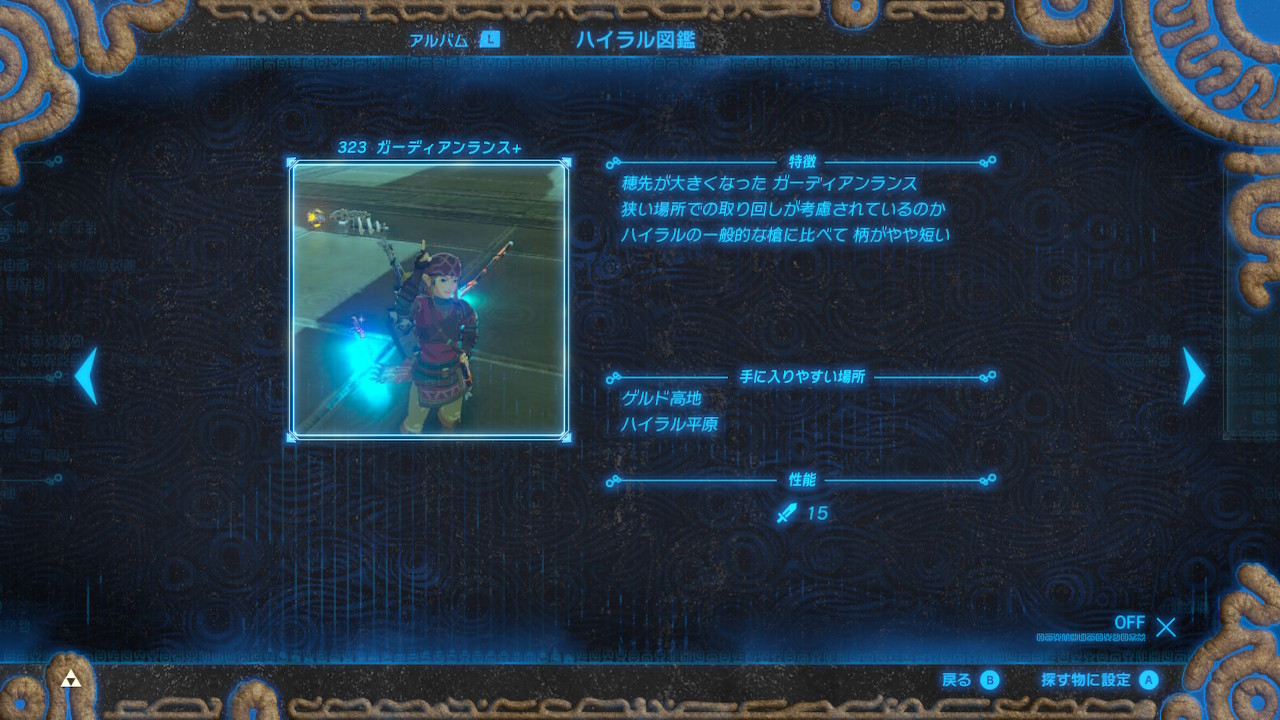 アルバム L
ハイラル図鑑
323 ガーディアンランス+
特徴
穂先が大きくなった ガーディアンランス
狭い場所での取り回しが考慮されているのか
ハイラルの一般的な槍に比べて 柄がやや短い
手に入りやすい場所
ゲルド高地
ハイラル平原
性能
15
OFF
戻る B
探す物に設定 A